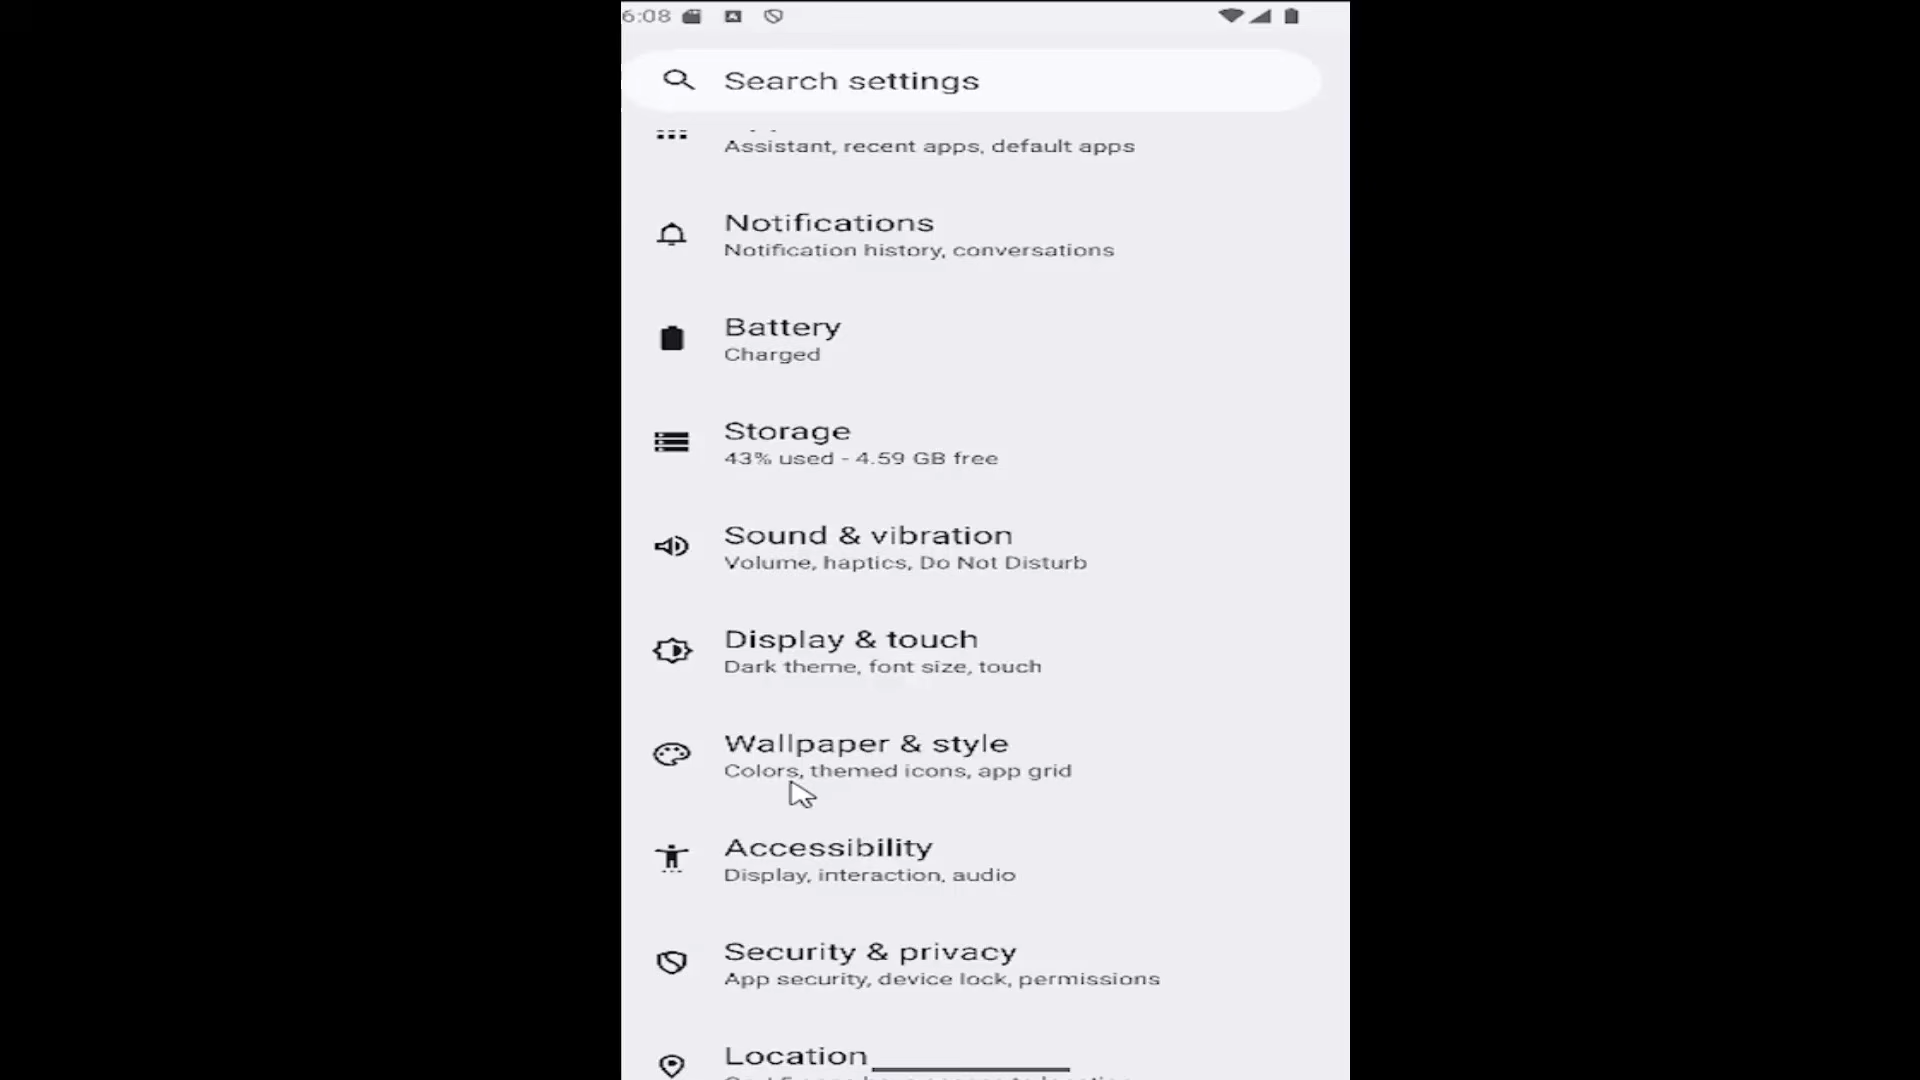 6:08
Search settings
Assistant, recent apps, default apps
Notifications
Notification history, conversations
Battery
Charged
Storage
43% used - 4.59 GB free
Sound & vibration
Volume, haptics, Do Not Disturb
Display & touch
Dark theme, font size, touch
Wallpaper & style
Colors, themed icons, app grid
Accessibility
Display, interaction, audio
Security & privacy
App security, device lock, permissions
Location